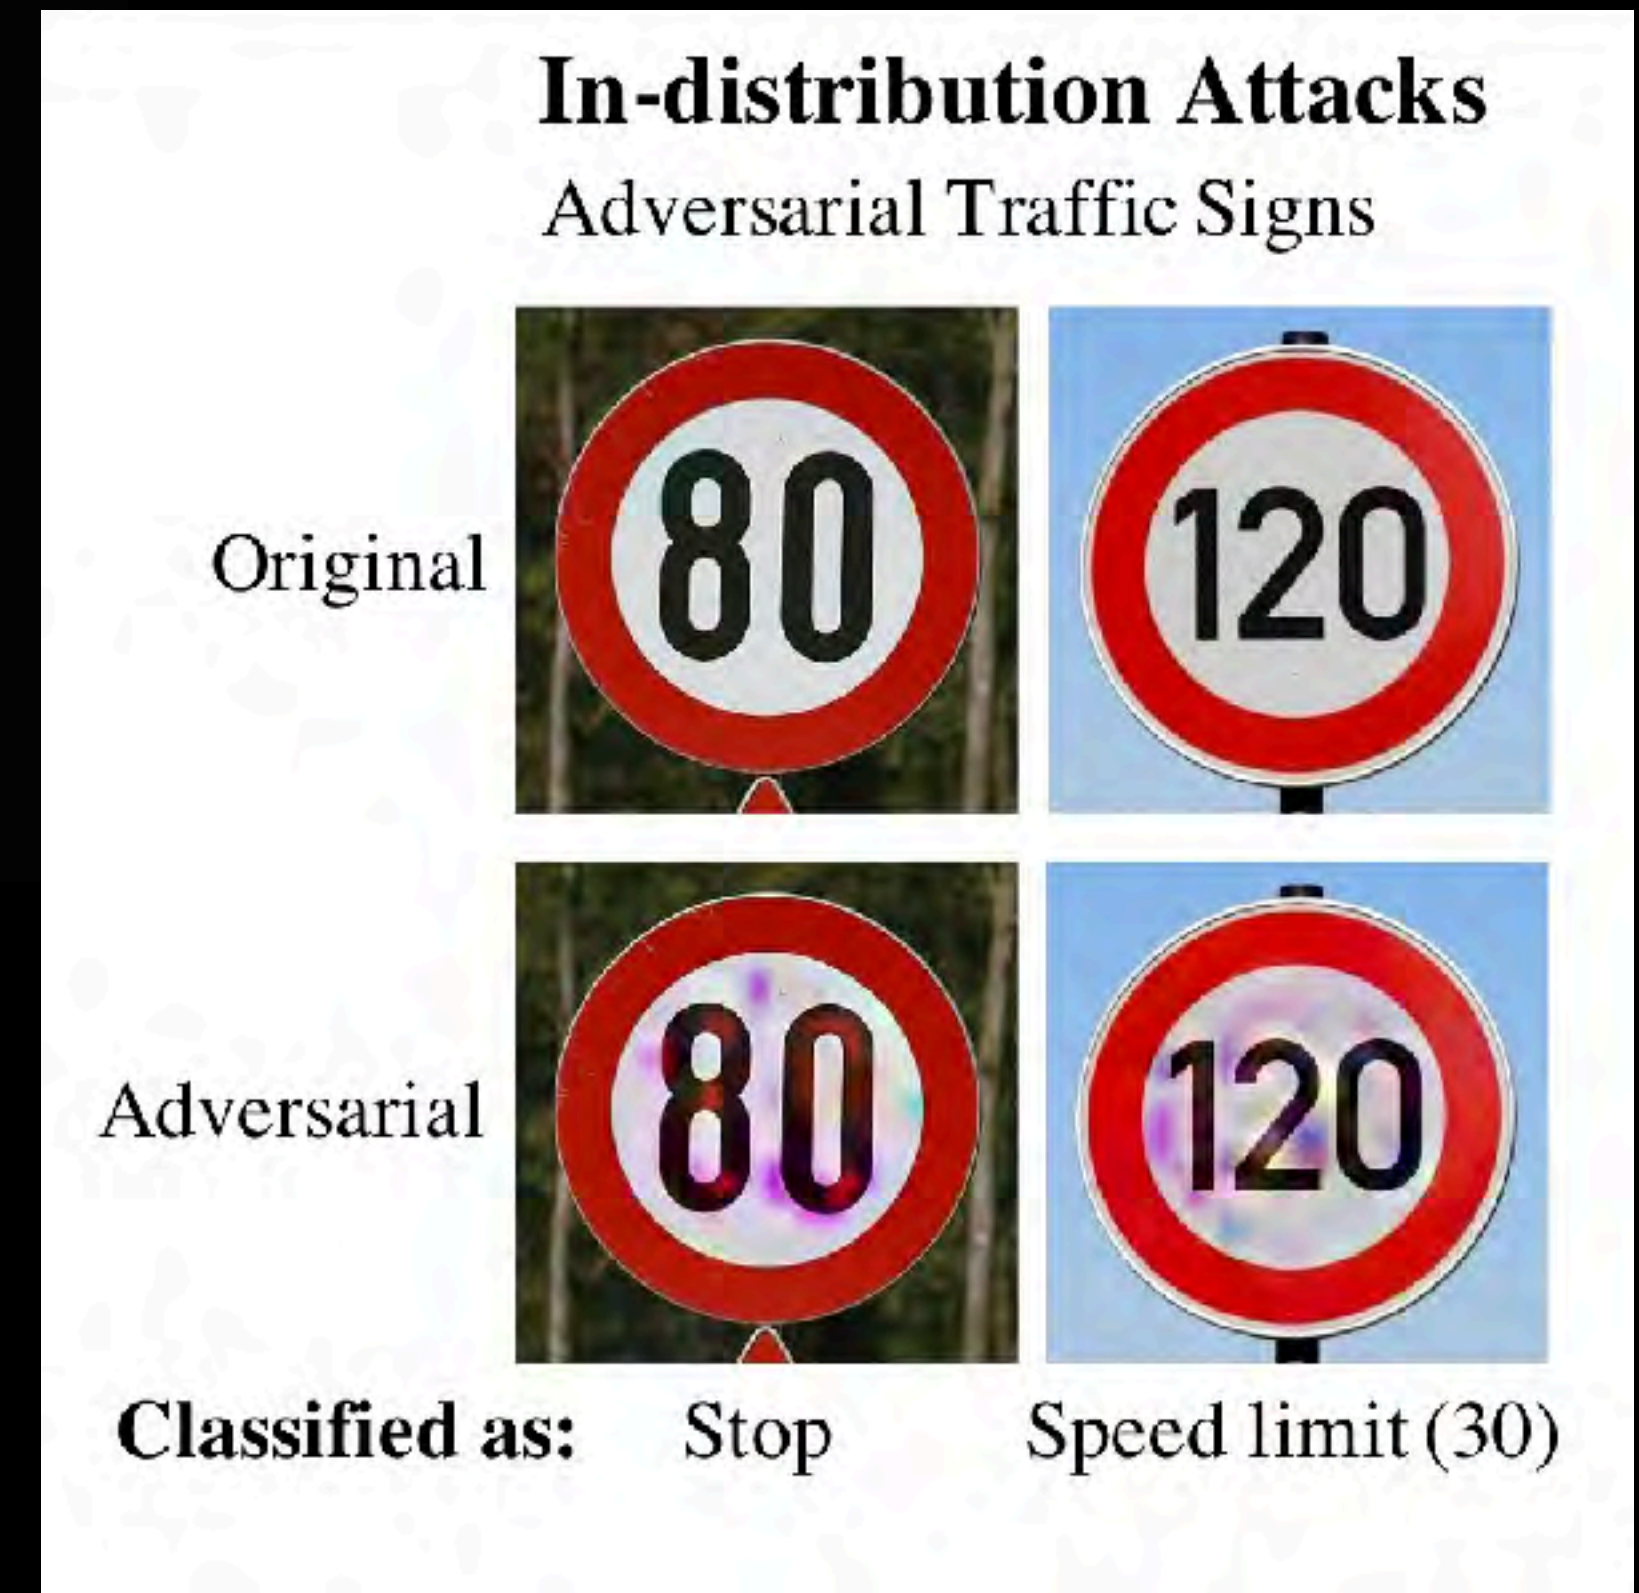 In-distribution Attacks
Adversarial Traffic Signs
Original
80
120
Adversarial
80
120
Classified as: Stop Speed limit (30)